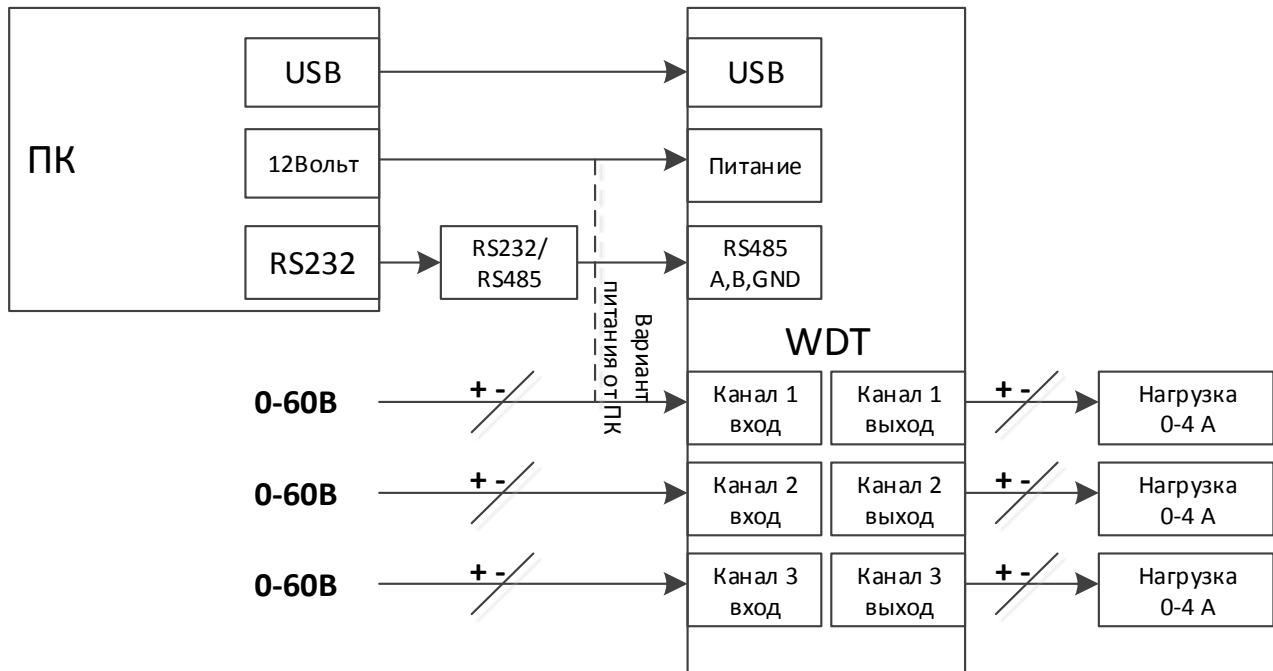 USB
USB
ПК
12Вольт
Питание
RS232
RS232/
RS485
RS485
A,B,GND
Вариант
питания от ПК
WDT
0-60В
+ -
Канал 1
вход
Канал 1
выход
+ -
Нагрузка
0-4 А
0-60В
+ -
Канал 2
вход
Канал 2
выход
+ -
Нагрузка
0-4 А
0-60В
+ -
Канал 3
вход
Канал 3
выход
+ -
Нагрузка
0-4 А